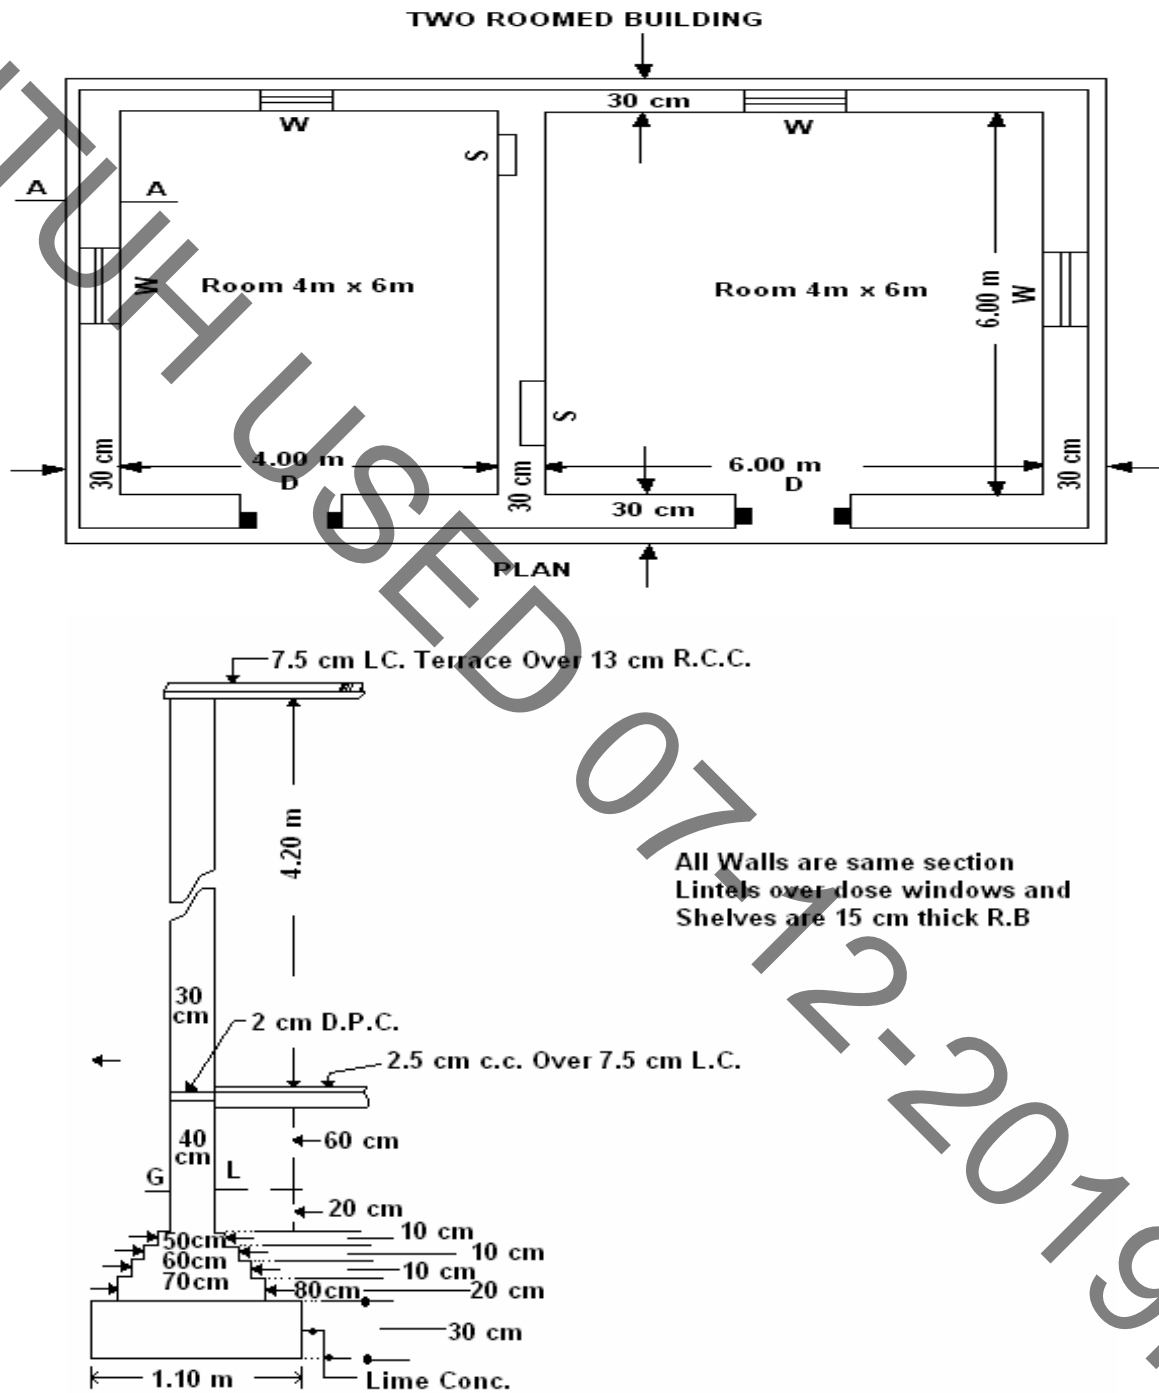 TWO ROOMED BUILDING
30 cm
W
W
S
A
A
W
Room 4m x 6m
Room 4m x 6m
6.00 m
W
S
30 cm
4.00 m
D
30 cm
6.00 m
D
30 cm
30 cm
PLAN
7.5 cm LC. Terrace Over 13 cm R.C.C.
4.20 m
All Walls are same section
Lintels over dose windows and
Shelves are 15 cm thick R.B
30
cm
2 cm D.P.C.
2.5 cm c.c. Over 7.5 cm L.C.
40
cm
60 cm
G
L
20 cm
50cm
10 cm
60cm
10 cm
70cm
10 cm
80cm
20 cm
30 cm
1.10 m
Lime Conc.
NTUH USED 07-12-2019